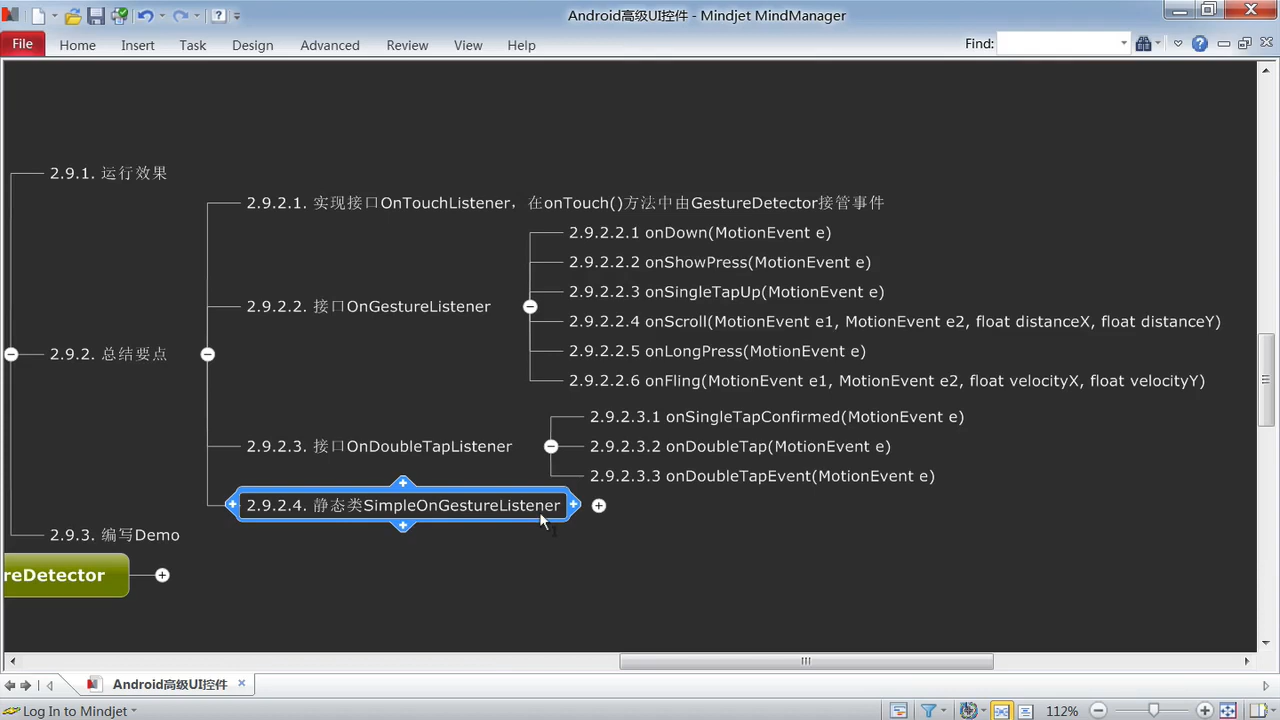 Android高级UI控件 - Mindjet MindManager
File Home Insert Task Design Expand Advanced Review View Help Find:
2.9.1. 运行效果
2.9.2.1. 实现接口OnTouchListener，在onTouch()方法中由GestureDetector接管事件
2.9.2.2.1 onDown(MotionEvent e)
2.9.2.2.2 onShowPress(MotionEvent e)
2.9.2.2.3 onSingleTapUp(MotionEvent e)
2.9.2.2. 接口OnGestureListener
2.9.2.2.4 onScroll(MotionEvent e1, MotionEvent e2, float distanceX, float distanceY)
2.9.2.2.5 onLongPress(MotionEvent e)
2.9.2. 总结要点
2.9.2.2.6 onFling(MotionEvent e1, MotionEvent e2, float velocityX, float velocityY)
2.9.2.3.1 onSingleTapConfirmed(MotionEvent e)
2.9.2.3. 接口OnDoubleTapListener
2.9.2.3.2 onDoubleTap(MotionEvent e)
2.9.2.3.3 onDoubleTapEvent(MotionEvent e)
2.9.2.4. 静态类SimpleOnGestureListener
2.9.3. 编写Demo
reDetector
Android高级UI控件
Log In to Mindjet
112%